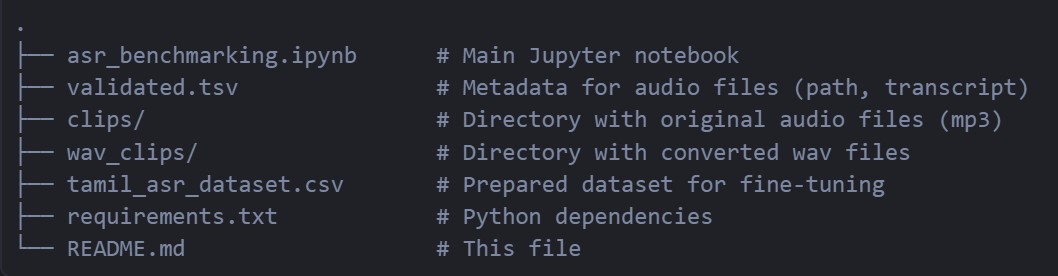 .
├── asr_benchmarking.ipynb      # Main Jupyter notebook
├── validated.tsv               # Metadata for audio files (path, transcript)
├── clips/                      # Directory with original audio files (mp3)
├── wav_clips/                  # Directory with converted wav files
├── tamil_asr_dataset.csv       # Prepared dataset for fine-tuning
├── requirements.txt            # Python dependencies
└── README.md                   # This file